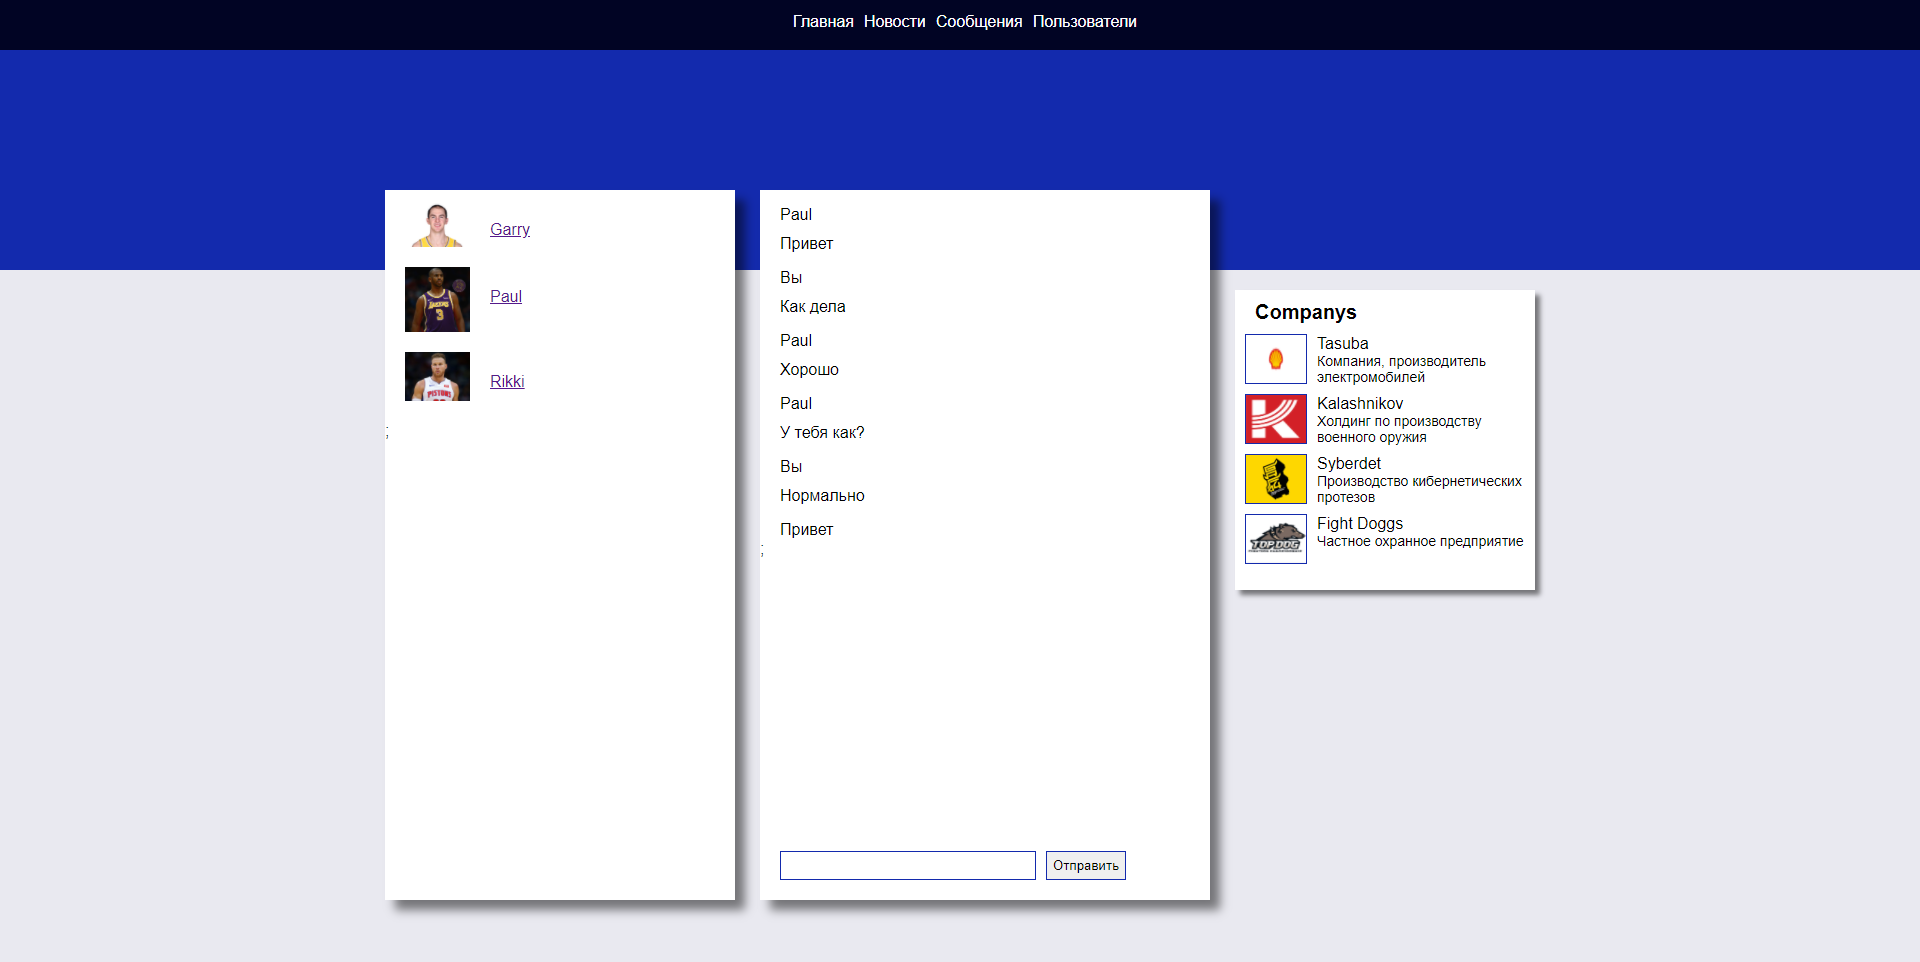 Главная Новости Сообщения Пользователи
Garry
Paul
Rikki
;
Paul
Привет
Вы
Как дела
Paul
Хорошо
Paul
У тебя как?
Вы
Нормально
Привет
;
Отправить
Companys
Tasuba
Компания, производитель
электромобилей
Kalashnikov
Холдинг по производству
военного оружия
Syberdet
Производство кибернетических
протезов
TOP DOG
Fight Doggs
Частное охранное предприятие